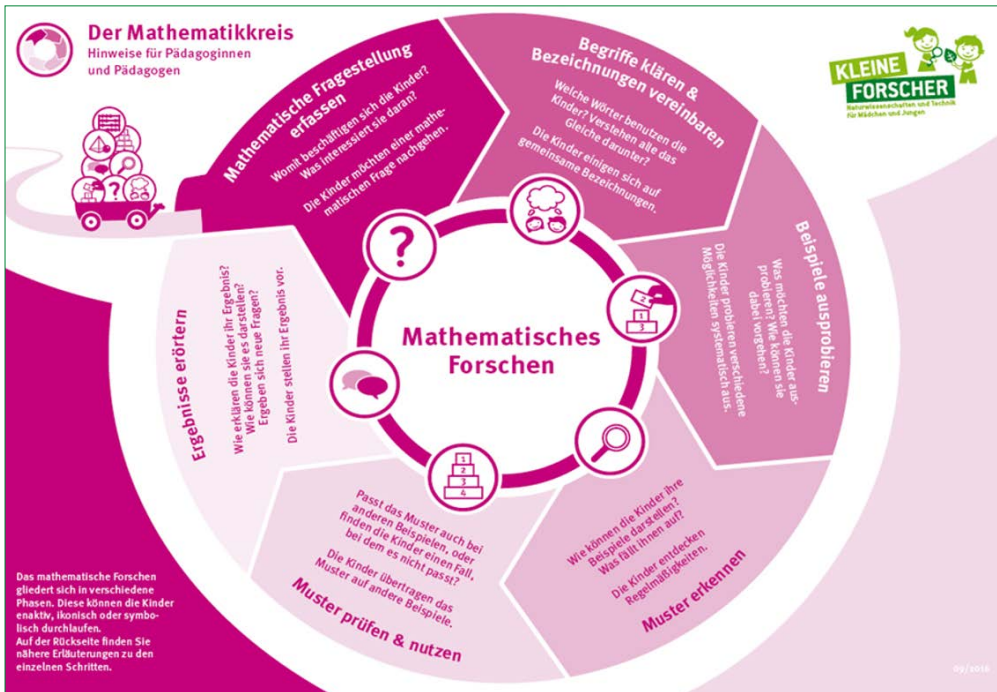 Der Mathematikkreis
Hinweise für Pädagoginnen
und Pädagogen
KLEINE
FORSCHER
Naturwissenschaften und Technik
für Mädchen und Jungen
Mathematische Fragestellung
erfassen
Womit beschäftigen sich die Kinder?
Was interessiert sie daran?
Die Kinder möchten einer mathe-
matischen Frage nachgehen.
Begriffe klären &
Bezeichnungen vereinbaren
Welche Wörter benutzen die
Kinder? Verstehen alle das
Gleiche darunter?
Die Kinder einigen sich auf
gemeinsame Bezeichnungen.
Beispiele ausprobieren
Was möchten die Kinder aus-
probieren? Wie können sie
dabei vorgehen?
Die Kinder probieren verschiedene
Möglichkeiten systematisch aus.
Wie können die Kinder ihre
Beispiele darstellen?
Was fällt ihnen auf?
Die Kinder entdecken
Regelmäßigkeiten.
Muster erkennen
Passt das Muster auch bei
anderen Beispielen, oder
finden die Kinder einen Fall,
bei dem es nicht passt?
Die Kinder übertragen das
Muster auf andere Beispiele.
Muster prüfen & nutzen
Ergebnisse erörtern
Wie erklären die Kinder ihr Ergebnis?
Wie können sie es darstellen?
Ergeben sich neue Fragen?
Die Kinder stellen ihr Ergebnis vor.
Mathematisches
Forschen
?
2
1
3
1
2
3
4
?
Das mathematische Forschen
gliedert sich in verschiedene
Phasen. Diese können die Kinder
enaktiv, ikonisch oder symbo-
lisch durchlaufen.
Auf der Rückseite finden Sie
nähere Erläuterungen zu den
einzelnen Schritten.